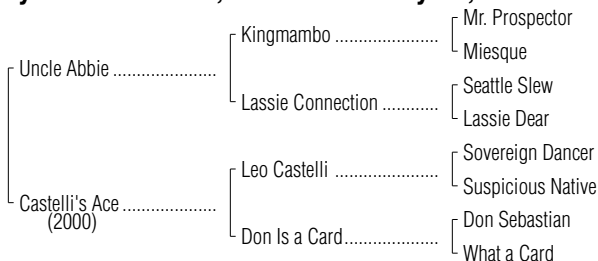 Mr. Prospector
Kingmambo ....................
Miesque
Uncle Abbie ....................
Seattle Slew
Lassie Connection ............
Lassie Dear
Sovereign Dancer
Leo Castelli ....................
Suspicious Native
Castelli's Ace ..................
(2000)
Don Sebastian
Don Is a Card..................
What a Card